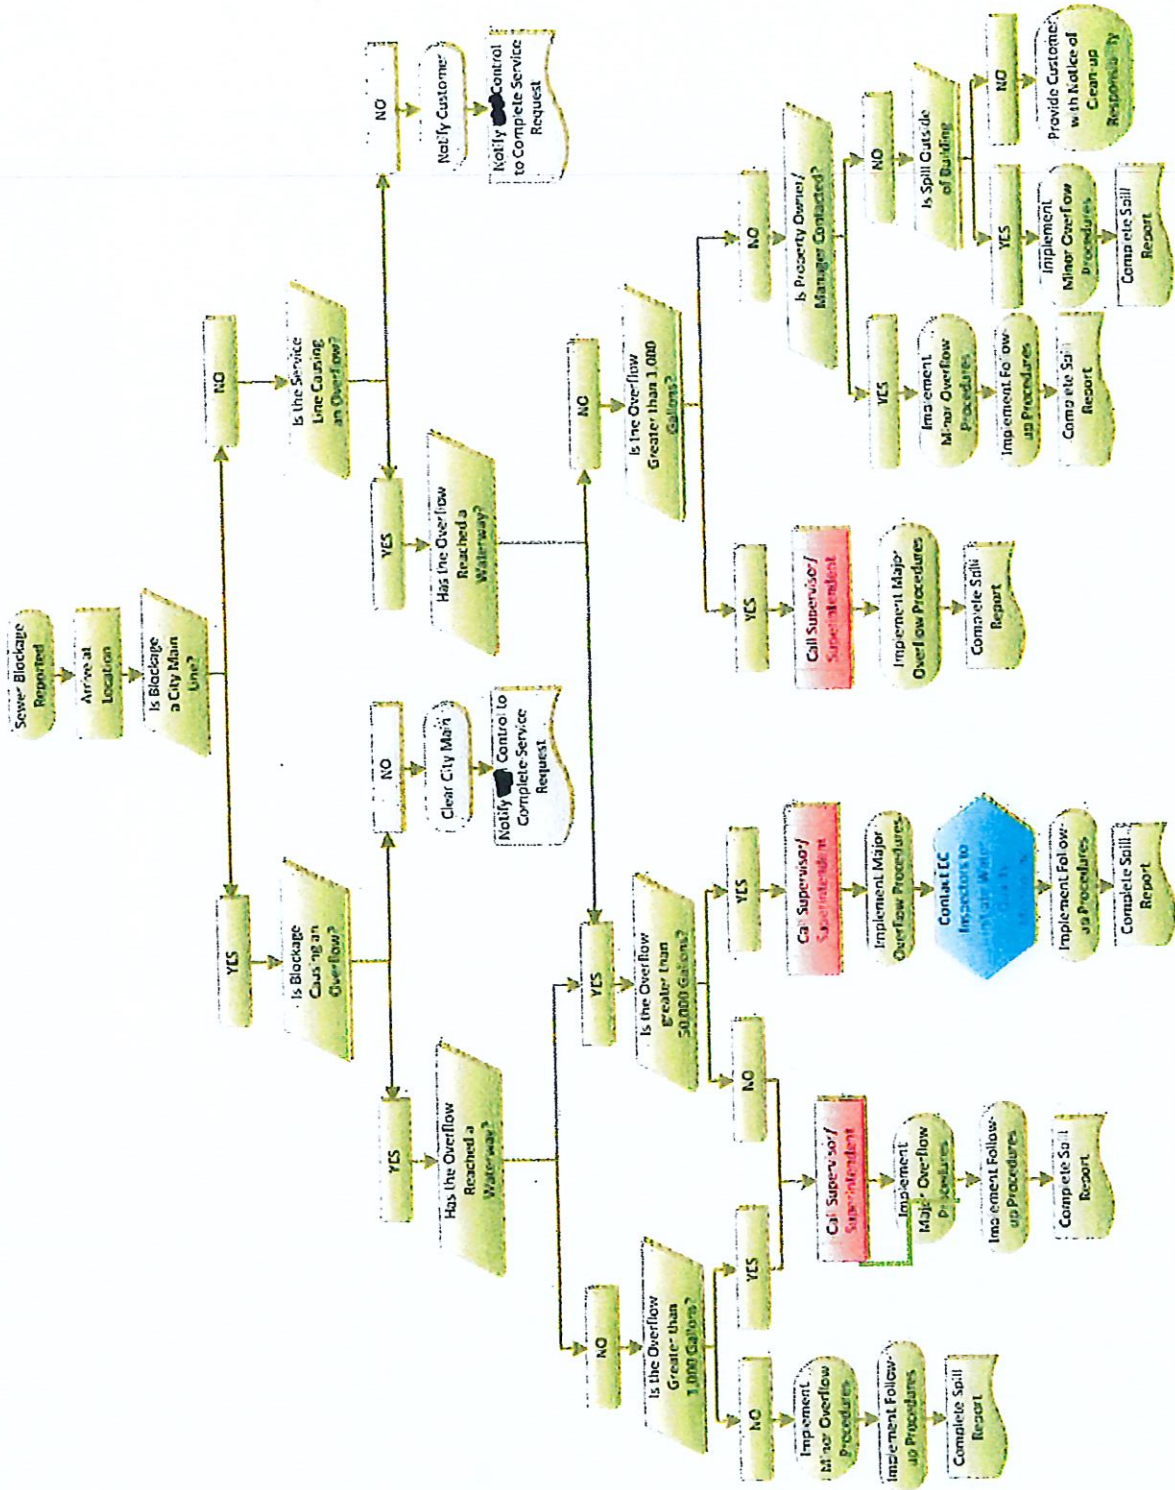 Sewer Blockage
Reported
Arrive at
Location
Is Blockage
a City Main
Line?
YES
NO
Is Blockage
Causing an
Overflow?
Is the Service
Line Causing
an Overflow?
YES
NO
YES
NO
Has the Overflow
Reached a
Waterway?
Clear City Main
Notify Control to
Complete Service
Request
Has the Overflow
Reached a
Waterway?
Notify Customer
Notify Control
to Complete Service
Request
NO
YES
NO
Is the Overflow
Greater than
1,000 Gallons?
Is the Overflow
greater than
50,000 Gallons?
Is the Overflow
Greater than 1,000
Gallons?
NO
YES
NO
YES
YES
NO
Implement
Minor Overflow
Procedures
Implement Follow-
up Procedures
Complete Spill
Report
Call Supervisor/
Superintendent
Implement
Major Overflow
Procedures
Implement Follow-
up Procedures
Complete Spill
Report
Call Supervisor/
Superintendent
Implement Major
Overflow Procedures
Contact EC
Inspectors to
Water
Implement Follow-
up Procedures
Complete Spill
Report
Call Supervisor/
Superintendent
Implement Major
Overflow Procedures
Complete Spill
Report
Is Property Owner/
Manager Contacted?
YES
NO
Implement
Minor Overflow
Procedures
Implement Follow
up Procedures
Complete Spill
Report
Is Spill Outside
of Building
YES
NO
Implement
Minor Overflow
Procedures
Complete Spill
Report
Provide Customer
with Notice of
Clean-up
Responsibility